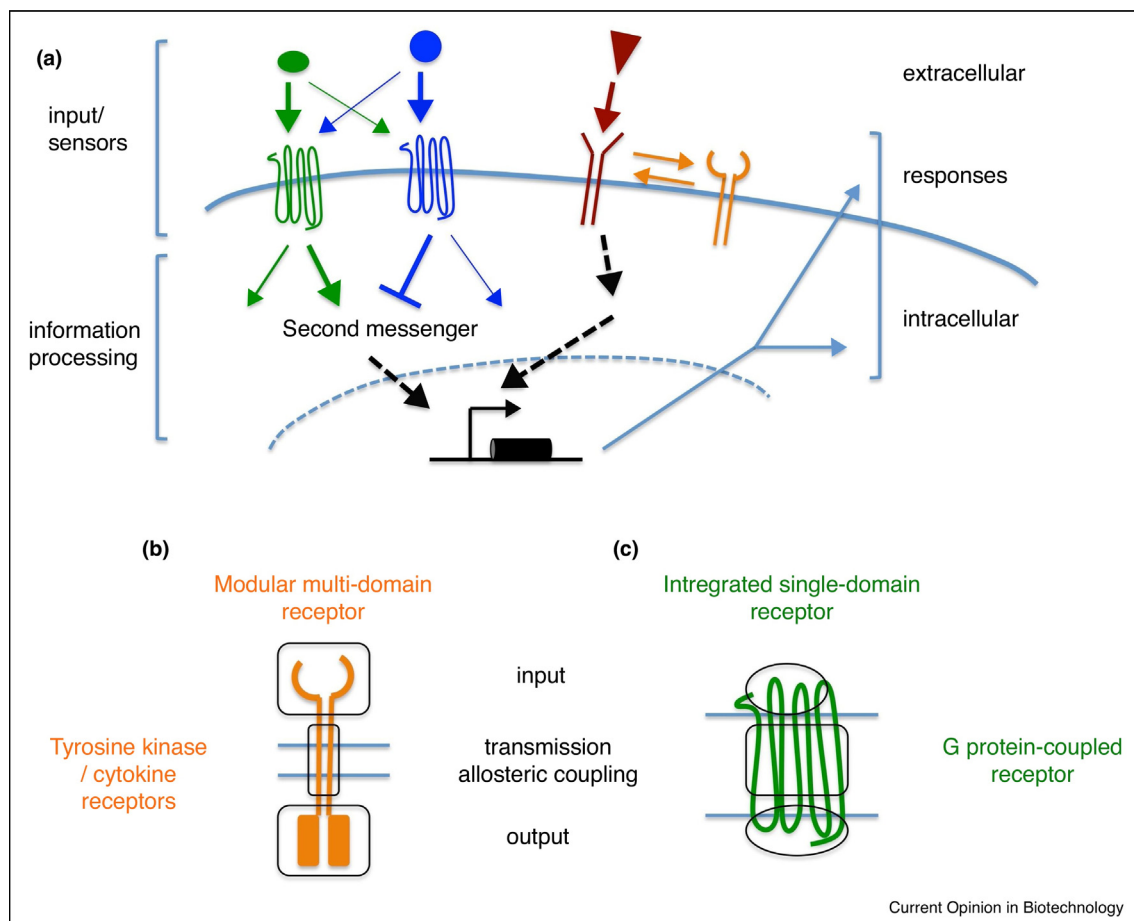 (a)
input/
sensors
extracellular
responses
information
processing
Second messenger
intracellular
(b)
Modular multi-domain
receptor
Tyrosine kinase
/ cytokine
receptors
input
transmission
allosteric coupling
output
(c)
Intregrated single-domain
receptor
G protein-coupled
receptor
Current Opinion in Biotechnology